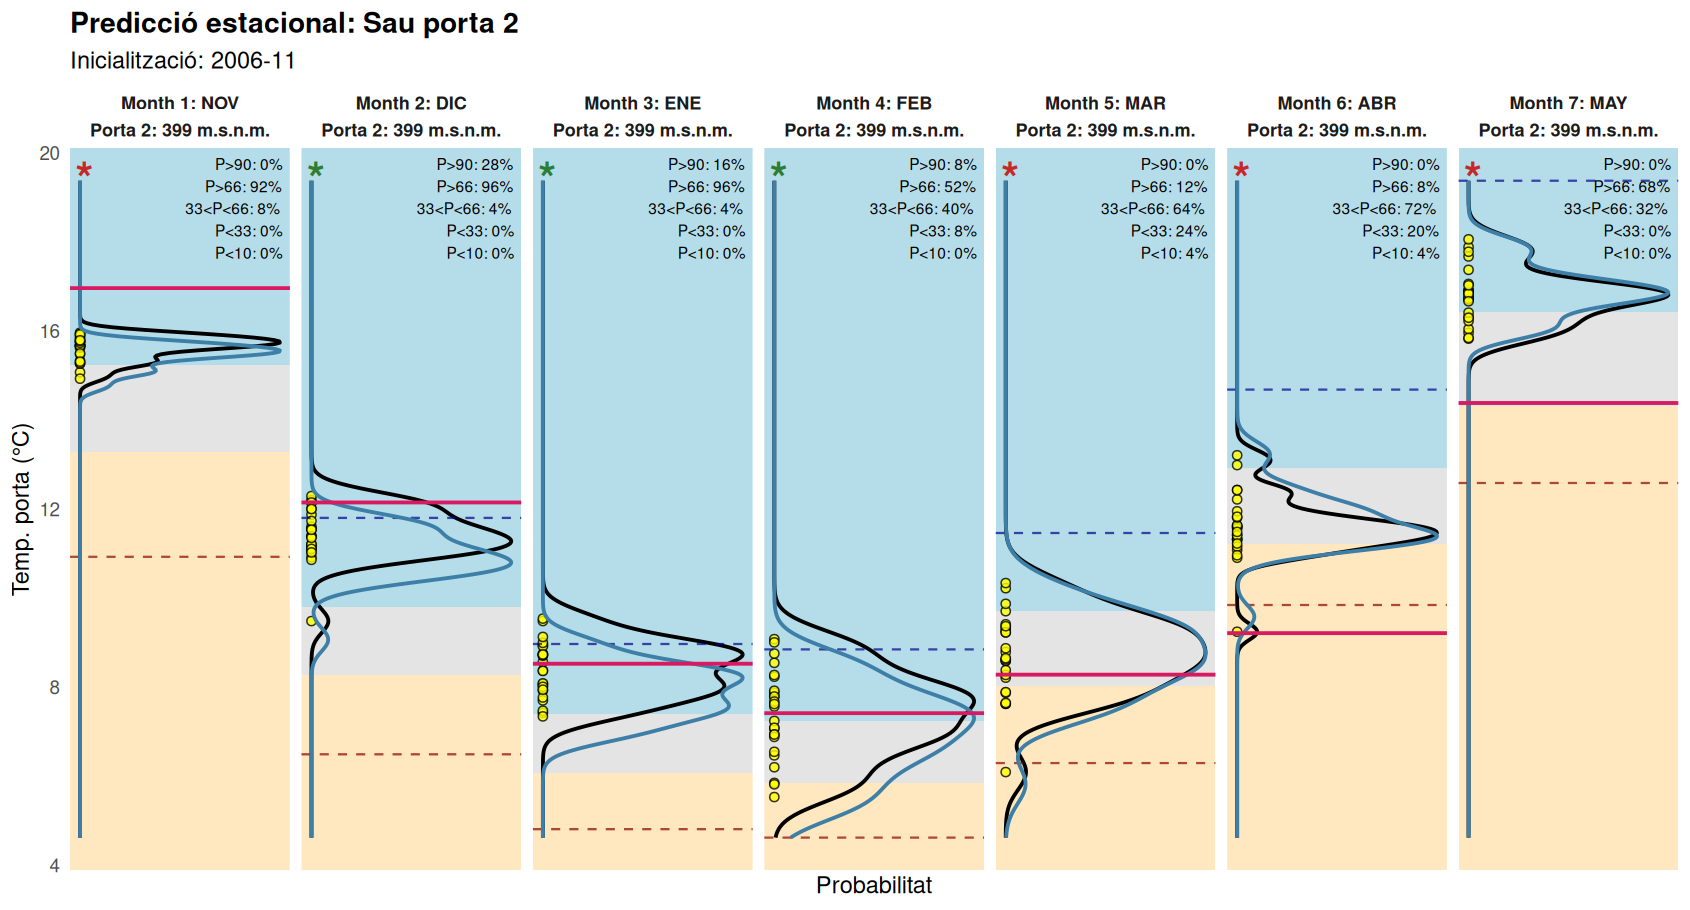 Predicció estacional: Sau porta 2
Inicialització: 2006-11
Month 1: NOV
Porta 2: 399 m.s.n.m.
Month 2: DIC
Porta 2: 399 m.s.n.m.
Month 3: ENE
Porta 2: 399 m.s.n.m.
Month 4: FEB
Porta 2: 399 m.s.n.m.
Month 5: MAR
Porta 2: 399 m.s.n.m.
Month 6: ABR
Porta 2: 399 m.s.n.m.
Month 7: MAY
Porta 2: 399 m.s.n.m.
Temp. porta (°C)
20
16
12
8
4
*
P>90: 0%
P>66: 92%
33<P<66: 8%
P<33: 0%
P<10: 0%
*
P>90: 28%
P>66: 96%
33<P<66: 4%
P<33: 0%
P<10: 0%
*
P>90: 16%
P>66: 96%
33<P<66: 4%
P<33: 0%
P<10: 0%
*
P>90: 8%
P>66: 52%
33<P<66: 40%
P<33: 8%
P<10: 0%
*
P>90: 0%
P>66: 12%
33<P<66: 64%
P<33: 24%
P<10: 4%
*
P>90: 0%
P>66: 8%
33<P<66: 72%
P<33: 20%
P<10: 4%
*
P>90: 0%
P>66: 68%
33<P<66: 32%
P<33: 0%
P<10: 0%
Probabilitat